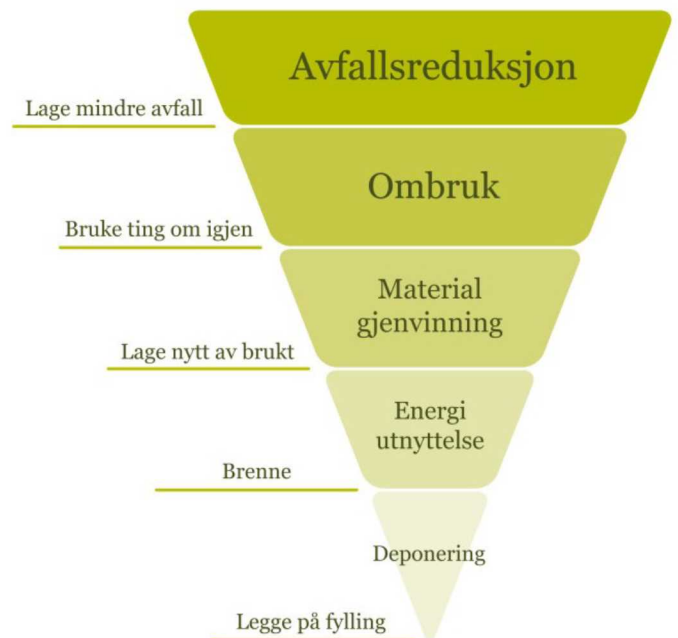 Avfallsreduksjon
Lage mindre avfall
Ombruk
Bruke ting om igjen
Material
gjenvinning
Lage nytt av brukt
Energi
utnyttelse
Brenne
Deponering
Legge på fylling